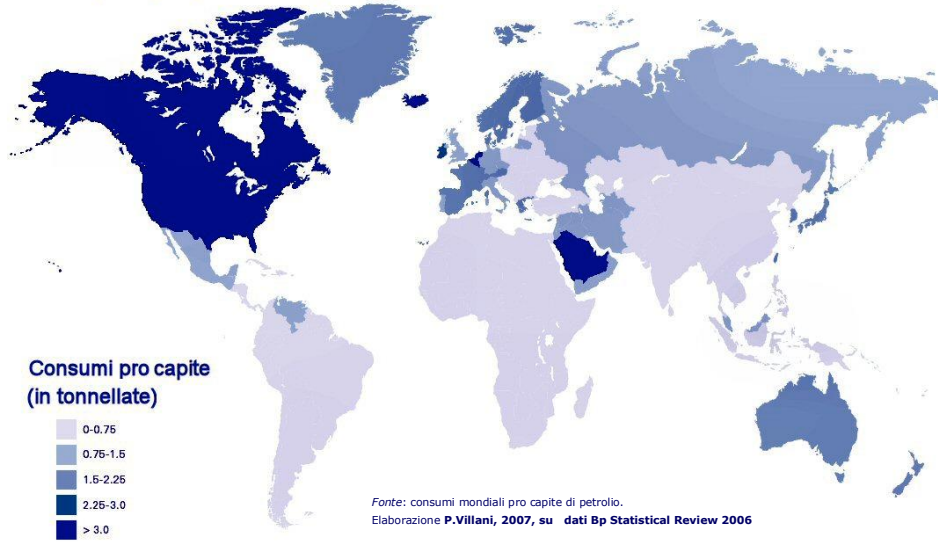 Consumi pro capite
(in tonnellate)
0-0.75
0.75-1.5
1.5-2.25
2.25-3.0
> 3.0
Fonte: consumi mondiali pro capite di petrolio.
Elaborazione P.Villani, 2007, su dati Bp Statistical Review 2006